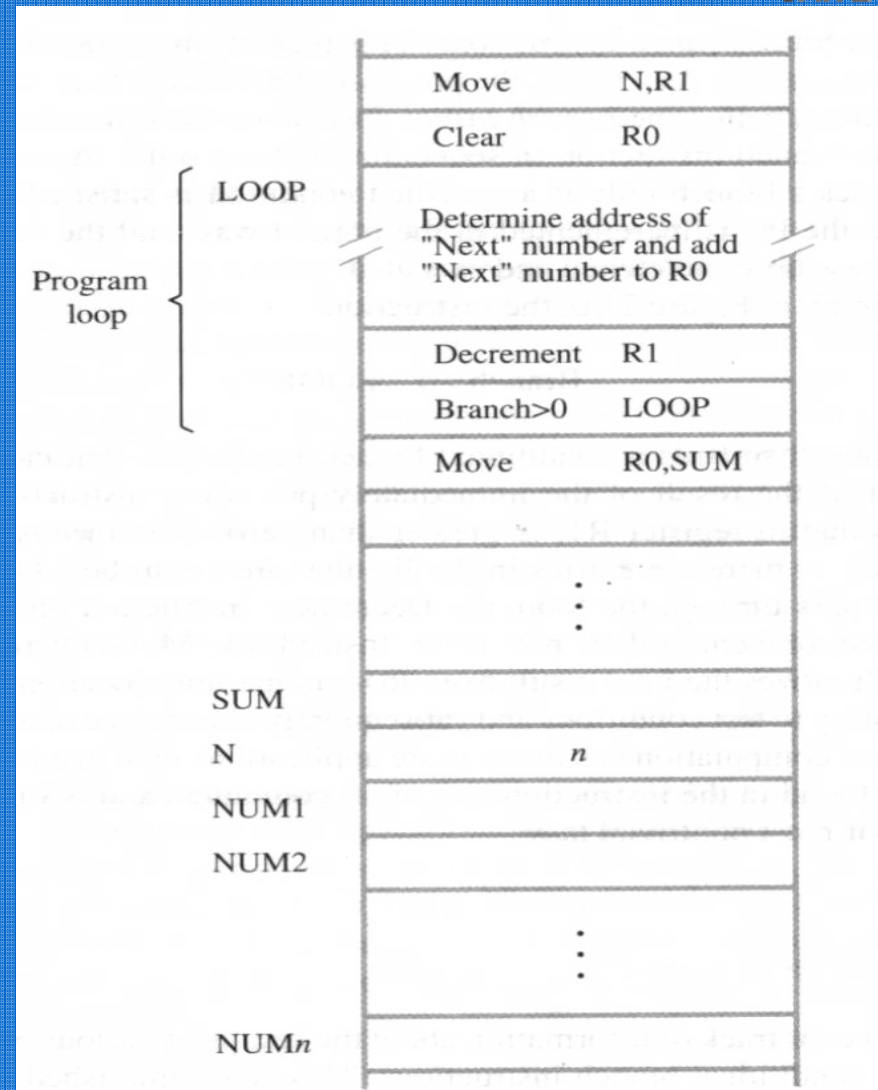 Move N,R1
Clear R0
LOOP
Determine address of
"Next" number and add
"Next" number to R0
Program
loop
Decrement R1
Branch>0 LOOP
Move R0,SUM
SUM
N n
NUM1
NUM2
NUMn